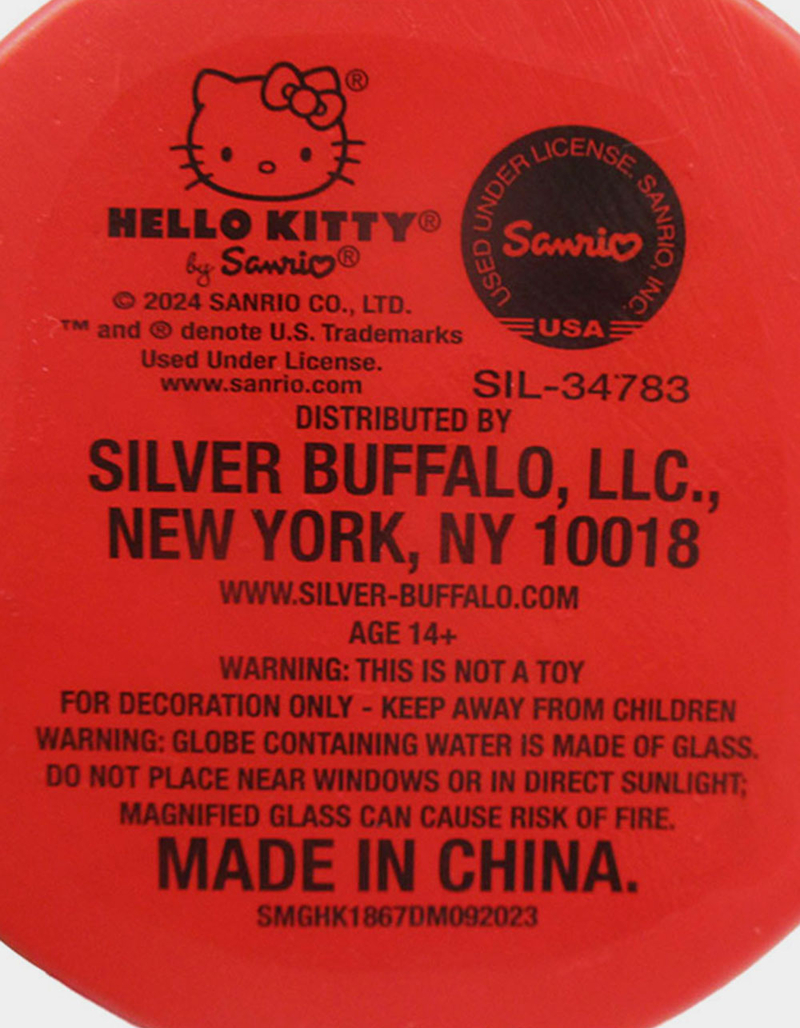 ®
HELLO KITTY®
by Sanrio®
© 2024 SANRIO CO., LTD.
™ and ® denote U.S. Trademarks
Used Under License.
www.sanrio.com
USED UNDER LICENSE. SANRIO, INC.
Sanrio
USA
SIL-34783
DISTRIBUTED BY
SILVER BUFFALO, LLC.,
NEW YORK, NY 10018
WWW.SILVER-BUFFALO.COM
AGE 14+
WARNING: THIS IS NOT A TOY
FOR DECORATION ONLY - KEEP AWAY FROM CHILDREN
WARNING: GLOBE CONTAINING WATER IS MADE OF GLASS.
DO NOT PLACE NEAR WINDOWS OR IN DIRECT SUNLIGHT;
MAGNIFIED GLASS CAN CAUSE RISK OF FIRE.
MADE IN CHINA.
SMGHK1867DM092023